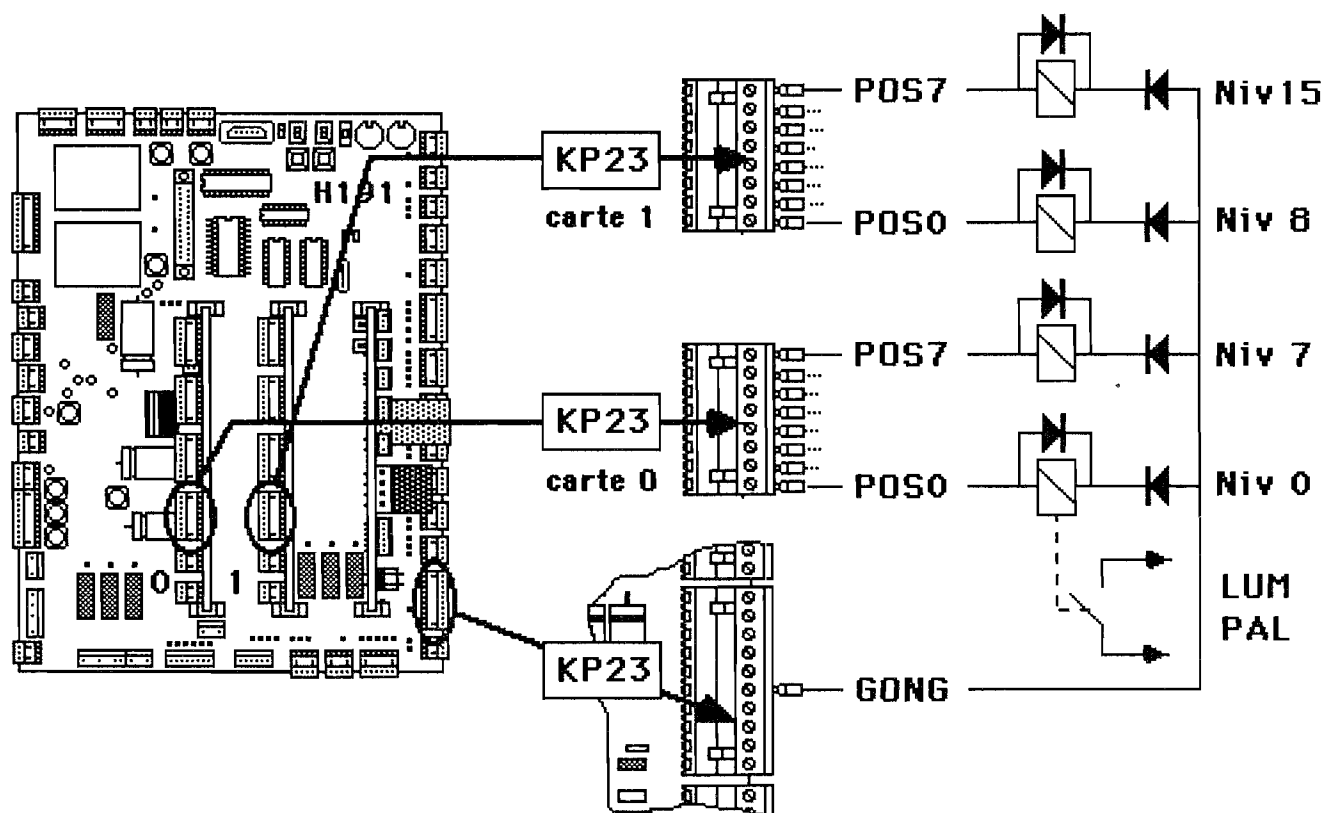 H191
0 1
KP23
carte 1
POS7
Niv15
POS0
Niv 8
KP23
carte 0
POS7
Niv 7
POS0
Niv 0
LUM
PAL
KP23
GONG